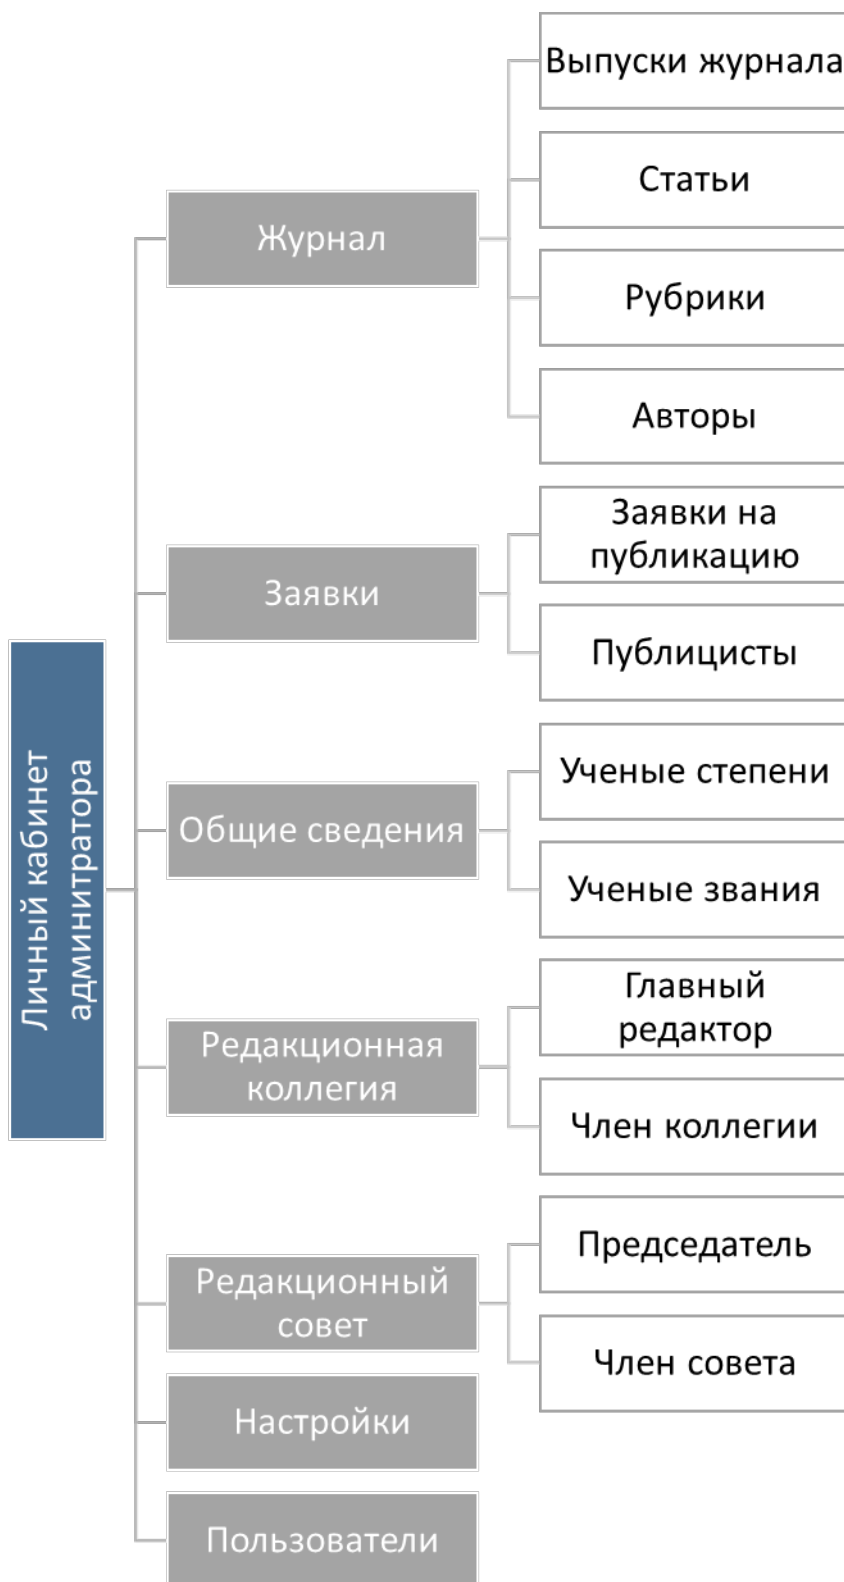 Личный кабинет
админитратора
Журнал
Выпуски журнала
Статьи
Рубрики
Авторы
Заявки
Заявки на
публикацию
Публицисты
Общие сведения
Ученые степени
Ученые звания
Редакционная
коллегия
Главный
редактор
Член коллегии
Редакционный
совет
Председатель
Член совета
Настройки
Пользователи